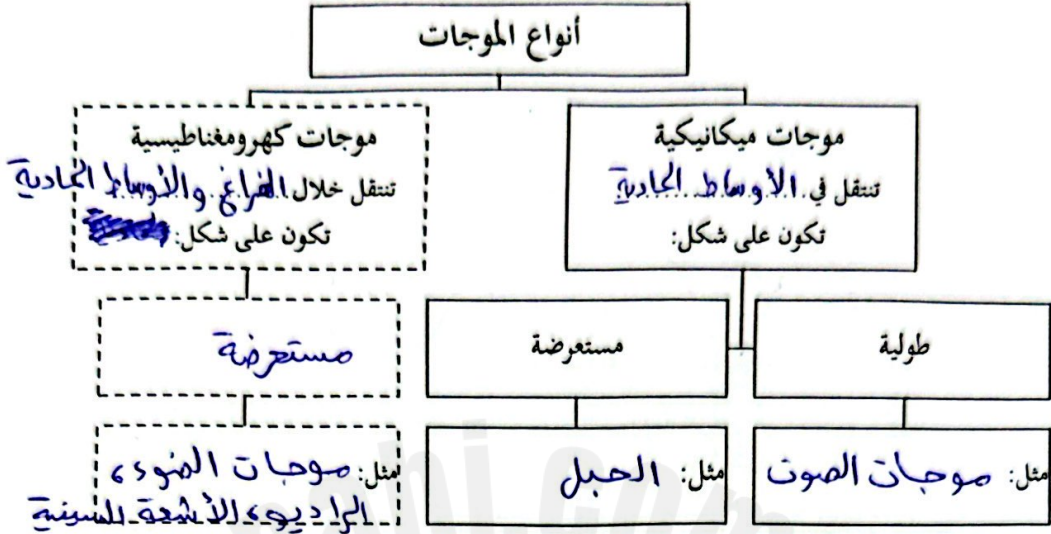 أنواع الموجات
موجات ميكانيكية
تنتقل في الأوساط المادية
تكون على شكل:
موجات كهرومغناطيسية
تنتقل خلال الفراغ والأوساط المادية
تكون على شكل:
طولية
مستعرضة
مستعرضة
مثل: موجات الصوت
مثل: الحبل
مثل: موجات الضوء،
الراديو، الأشعة السينية